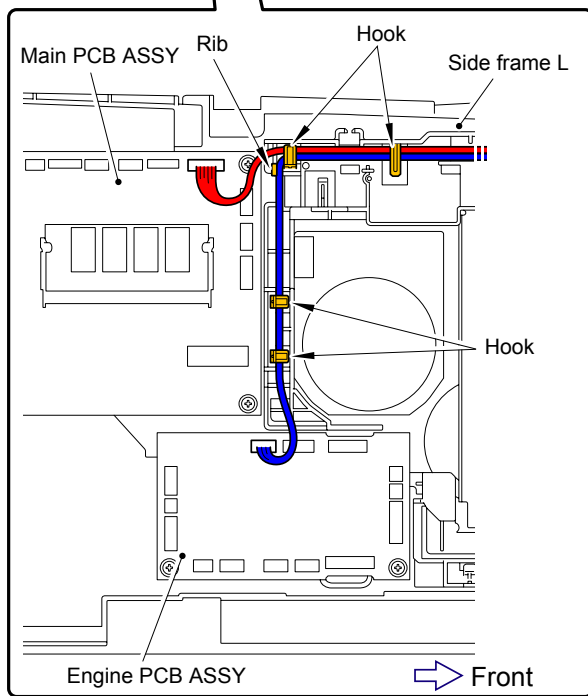 Hook
Rib
Main PCB ASSY
Side frame L
Hook
Engine PCB ASSY
Front